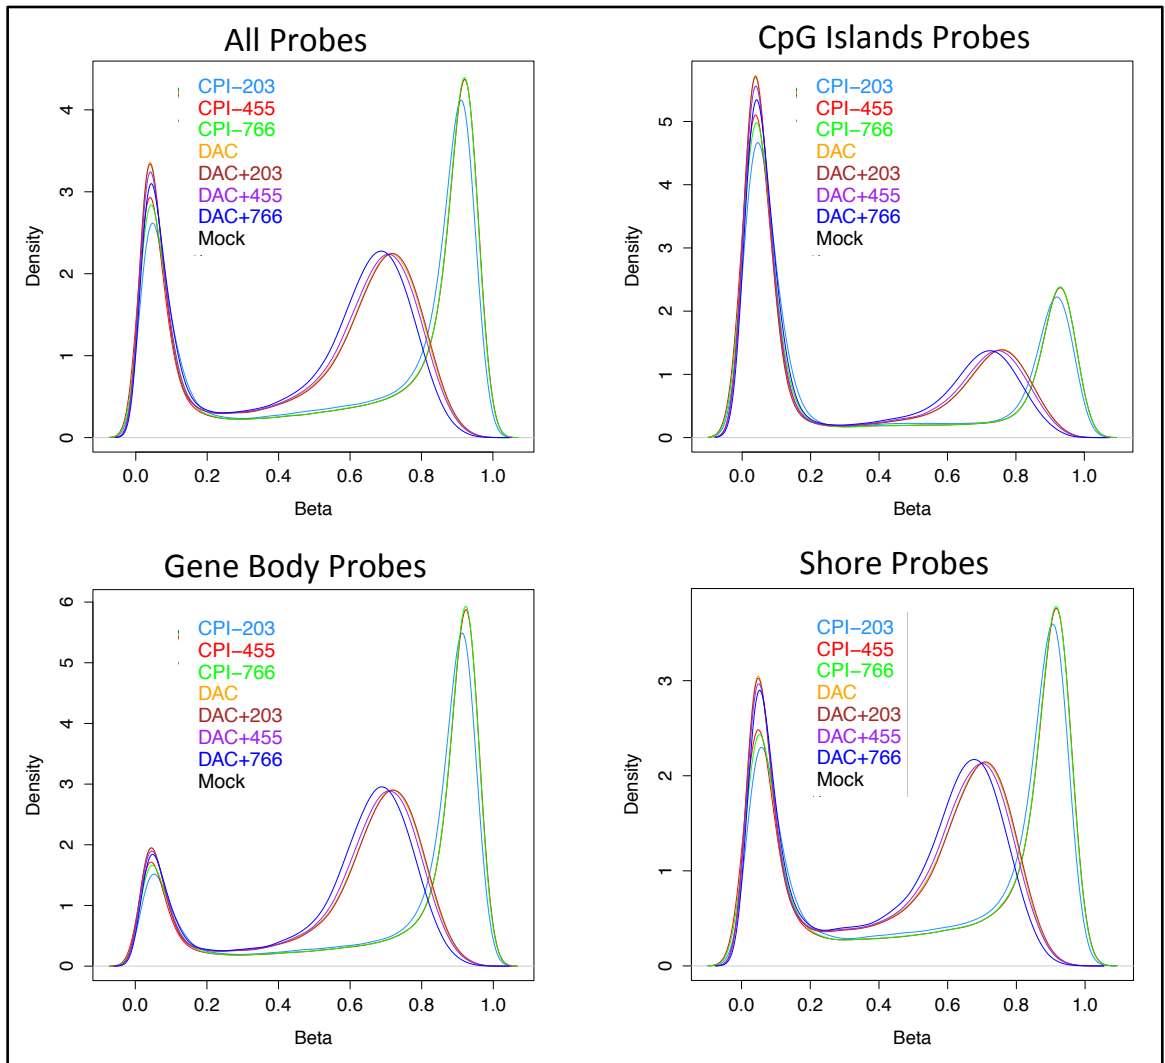 All Probes
CPI−203
CPI−455
CPI−766
DAC
DAC+203
DAC+455
DAC+766
Mock
Density
0
1
2
3
4
0.0 0.2 0.4 0.6 0.8 1.0
Beta
CpG Islands Probes
CPI−203
CPI−455
CPI−766
DAC
DAC+203
DAC+455
DAC+766
Mock
Density
0
1
2
3
4
5
0.0 0.2 0.4 0.6 0.8 1.0
Beta
Gene Body Probes
CPI−203
CPI−455
CPI−766
DAC
DAC+203
DAC+455
DAC+766
Mock
Density
0
1
2
3
4
5
6
0.0 0.2 0.4 0.6 0.8 1.0
Beta
Shore Probes
CPI−203
CPI−455
CPI−766
DAC
DAC+203
DAC+455
DAC+766
Mock
Density
0
1
2
3
0.0 0.2 0.4 0.6 0.8 1.0
Beta